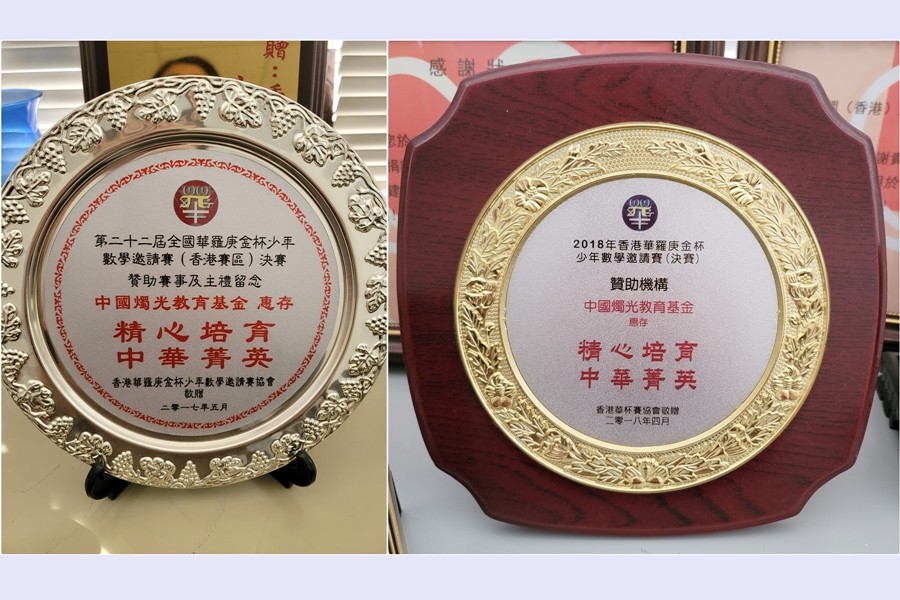 贈：
第二十二屆全國華羅庚金杯少年
數學邀請賽（香港賽區）決賽
贊助賽事及主禮留念
中國燭光教育基金 惠存
精心培育
中華菁英
香港華羅庚金杯少年數學邀請賽協會
敬贈
二零一七年五月
感謝狀
（香港）
2018年香港華羅庚金杯
少年數學邀請賽（決賽）
贊助機構
中國燭光教育基金
惠存
精心培育
中華菁英
香港華杯賽協會敬贈
二零一八年四月